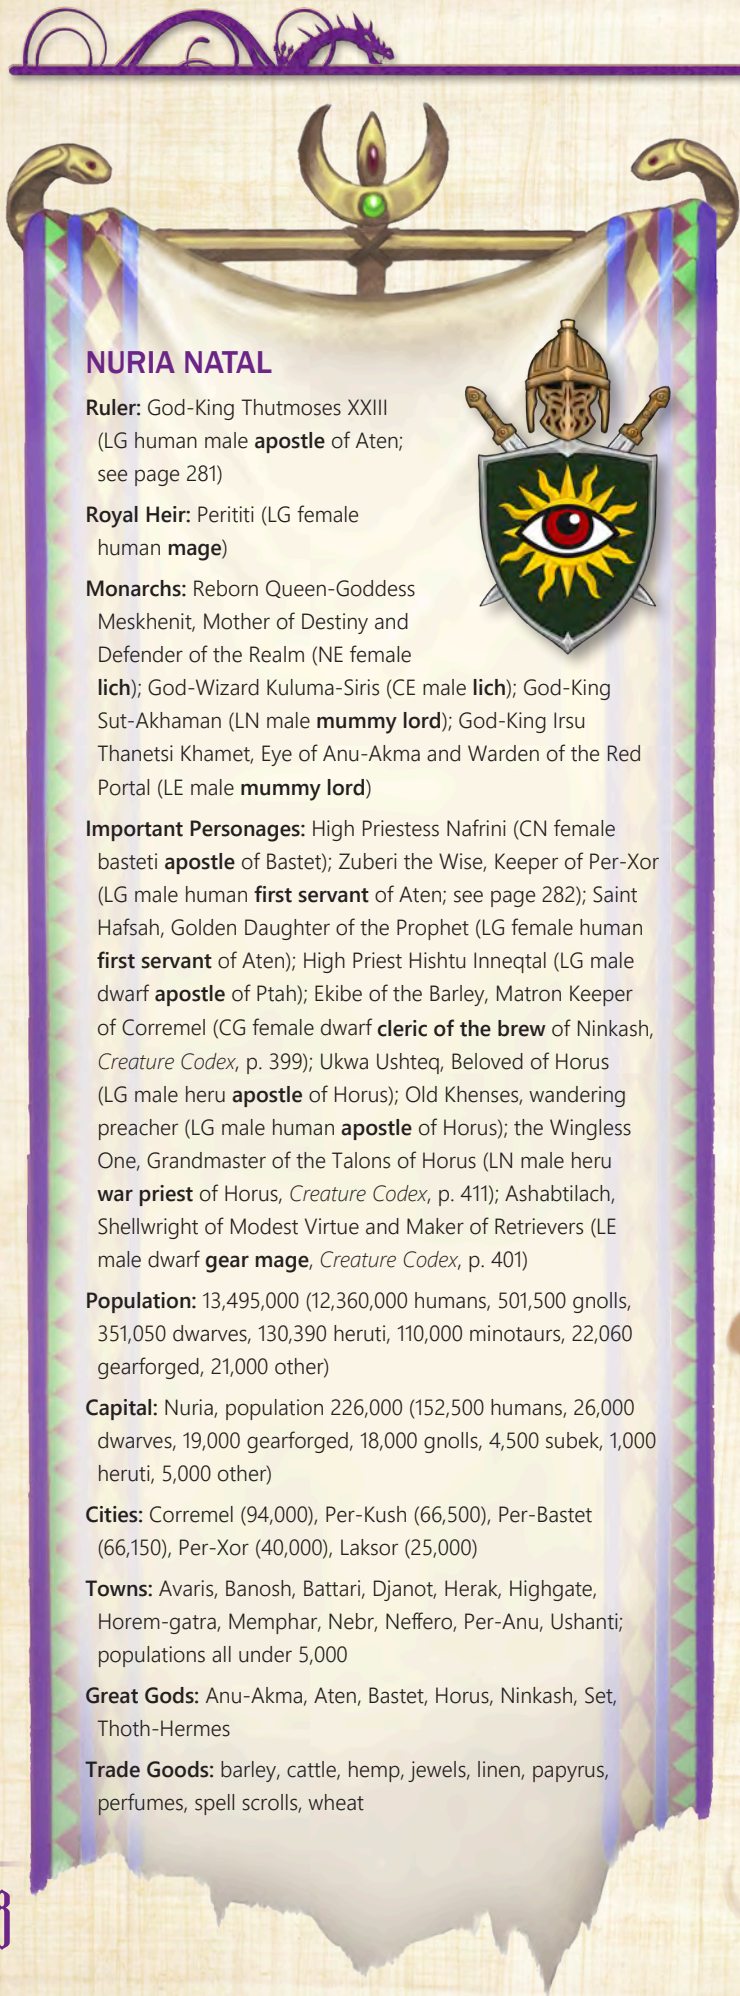 NURIA NATAL
Ruler: God-King Thutmoses XXIII
(LG human male apostle of Aten;
see page 281)
Royal Heir: Perititi (LG female
human mage)
Monarchs: Reborn Queen-Goddess
Meskhenit, Mother of Destiny and
Defender of the Realm (NE female
lich); God-Wizard Kuluma-Siris (CE male lich); God-King
Sut-Akhaman (LN male mummy lord); God-King Irsu
Thanetsi Khamet, Eye of Anu-Akma and Warden of the Red
Portal (LE male mummy lord)
Important Personages: High Priestess Nafrini (CN female
basteti apostle of Bastet); Zuberi the Wise, Keeper of Per-Xor
(LG male human first servant of Aten; see page 282); Saint
Hafsah, Golden Daughter of the Prophet (LG female human
first servant of Aten); High Priest Hishtu Inneqtal (LG male
dwarf apostle of Ptah); Ekibe of the Barley, Matron Keeper
of Corremel (CG female dwarf cleric of the brew of Ninkash,
Creature Codex, p. 399); Ukwa Ushteq, Beloved of Horus
(LG male heru apostle of Horus); Old Khenses, wandering
preacher (LG male human apostle of Horus); the Wingless
One, Grandmaster of the Talons of Horus (LN male heru
war priest of Horus, Creature Codex, p. 411); Ashabtilach,
Shellwright of Modest Virtue and Maker of Retrievers (LE
male dwarf gear mage, Creature Codex, p. 401)
Population: 13,495,000 (12,360,000 humans, 501,500 gnolls,
351,050 dwarves, 130,390 heruti, 110,000 minotaurs, 22,060
gearforged, 21,000 other)
Capital: Nuria, population 226,000 (152,500 humans, 26,000
dwarves, 19,000 gearforged, 18,000 gnolls, 4,500 subek, 1,000
heruti, 5,000 other)
Cities: Corremel (94,000), Per-Kush (66,500), Per-Bastet
(66,150), Per-Xor (40,000), Laksor (25,000)
Towns: Avaris, Banosh, Battari, Djanot, Herak, Highgate,
Horem-gatra, Memphar, Nebr, Neffero, Per-Anu, Ushanti;
populations all under 5,000
Great Gods: Anu-Akma, Aten, Bastet, Horus, Ninkash, Set,
Thoth-Hermes
Trade Goods: barley, cattle, hemp, jewels, linen, papyrus,
perfumes, spell scrolls, wheat